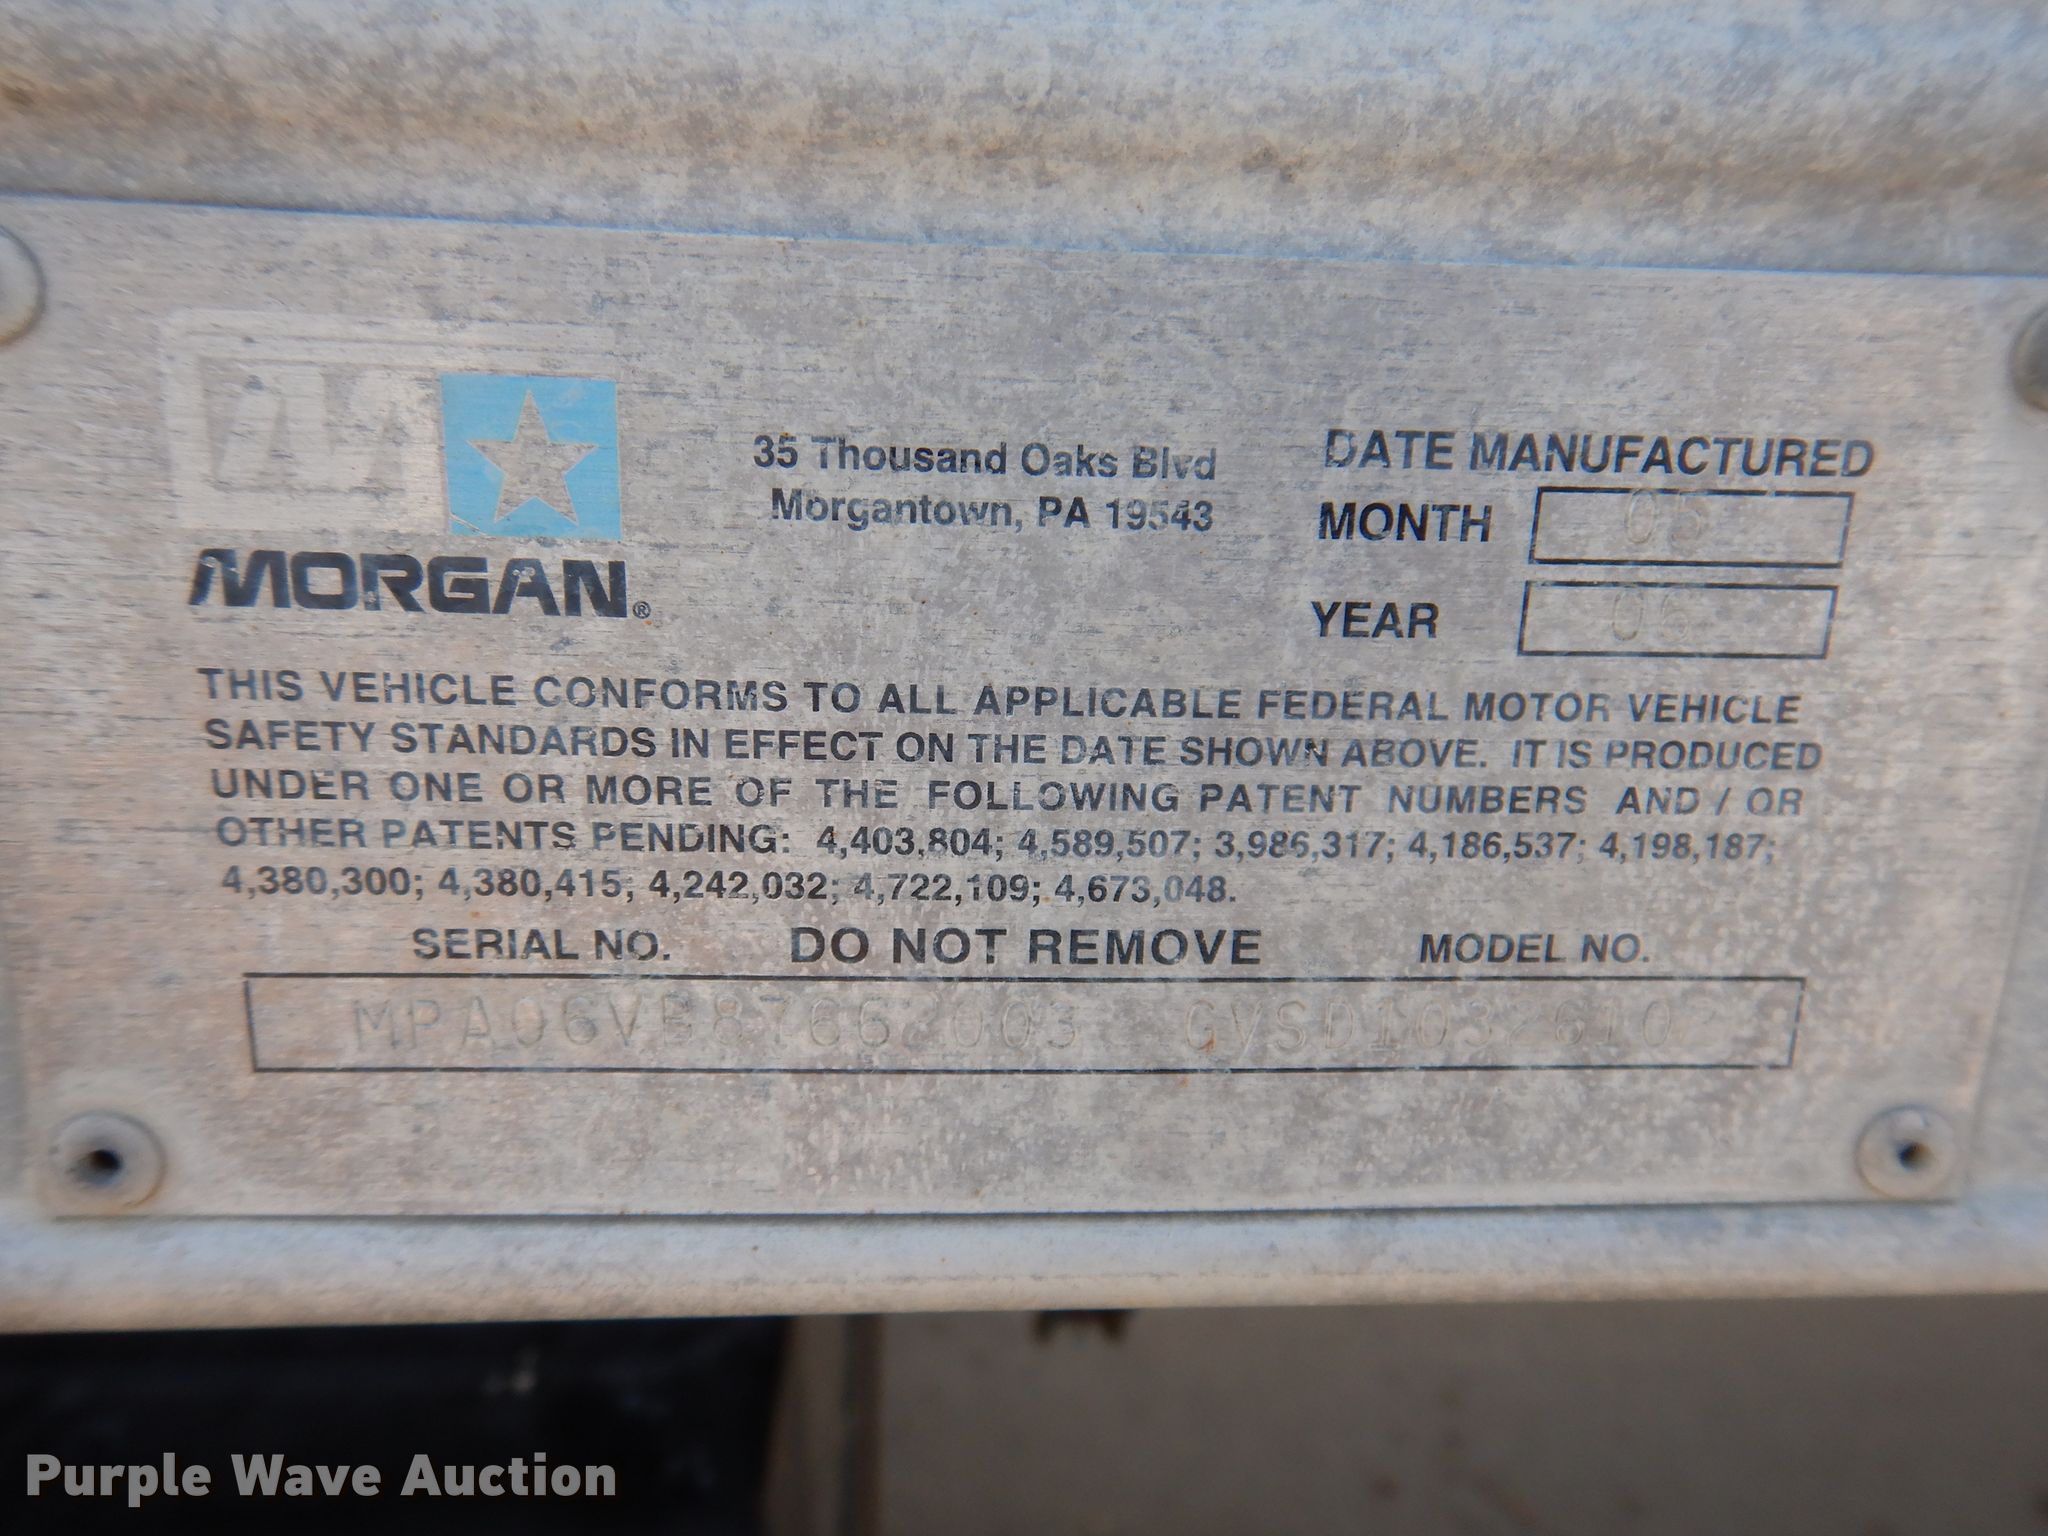 35 Thousand Oaks Blvd
Morgantown, PA 19543
DATE MANUFACTURED
MONTH 05
YEAR 06
MORGAN®
THIS VEHICLE CONFORMS TO ALL APPLICABLE FEDERAL MOTOR VEHICLE
SAFETY STANDARDS IN EFFECT ON THE DATE SHOWN ABOVE. IT IS PRODUCED
UNDER ONE OR MORE OF THE FOLLOWING PATENT NUMBERS AND / OR
OTHER PATENTS PENDING: 4,403,804; 4,589,507; 3,986,317; 4,186,537; 4,198,187;
4,380,300; 4,380,415; 4,242,032; 4,722,109; 4,673,048.
SERIAL NO. DO NOT REMOVE MODEL NO.
MPA06VB87662003
Purple Wave Auction